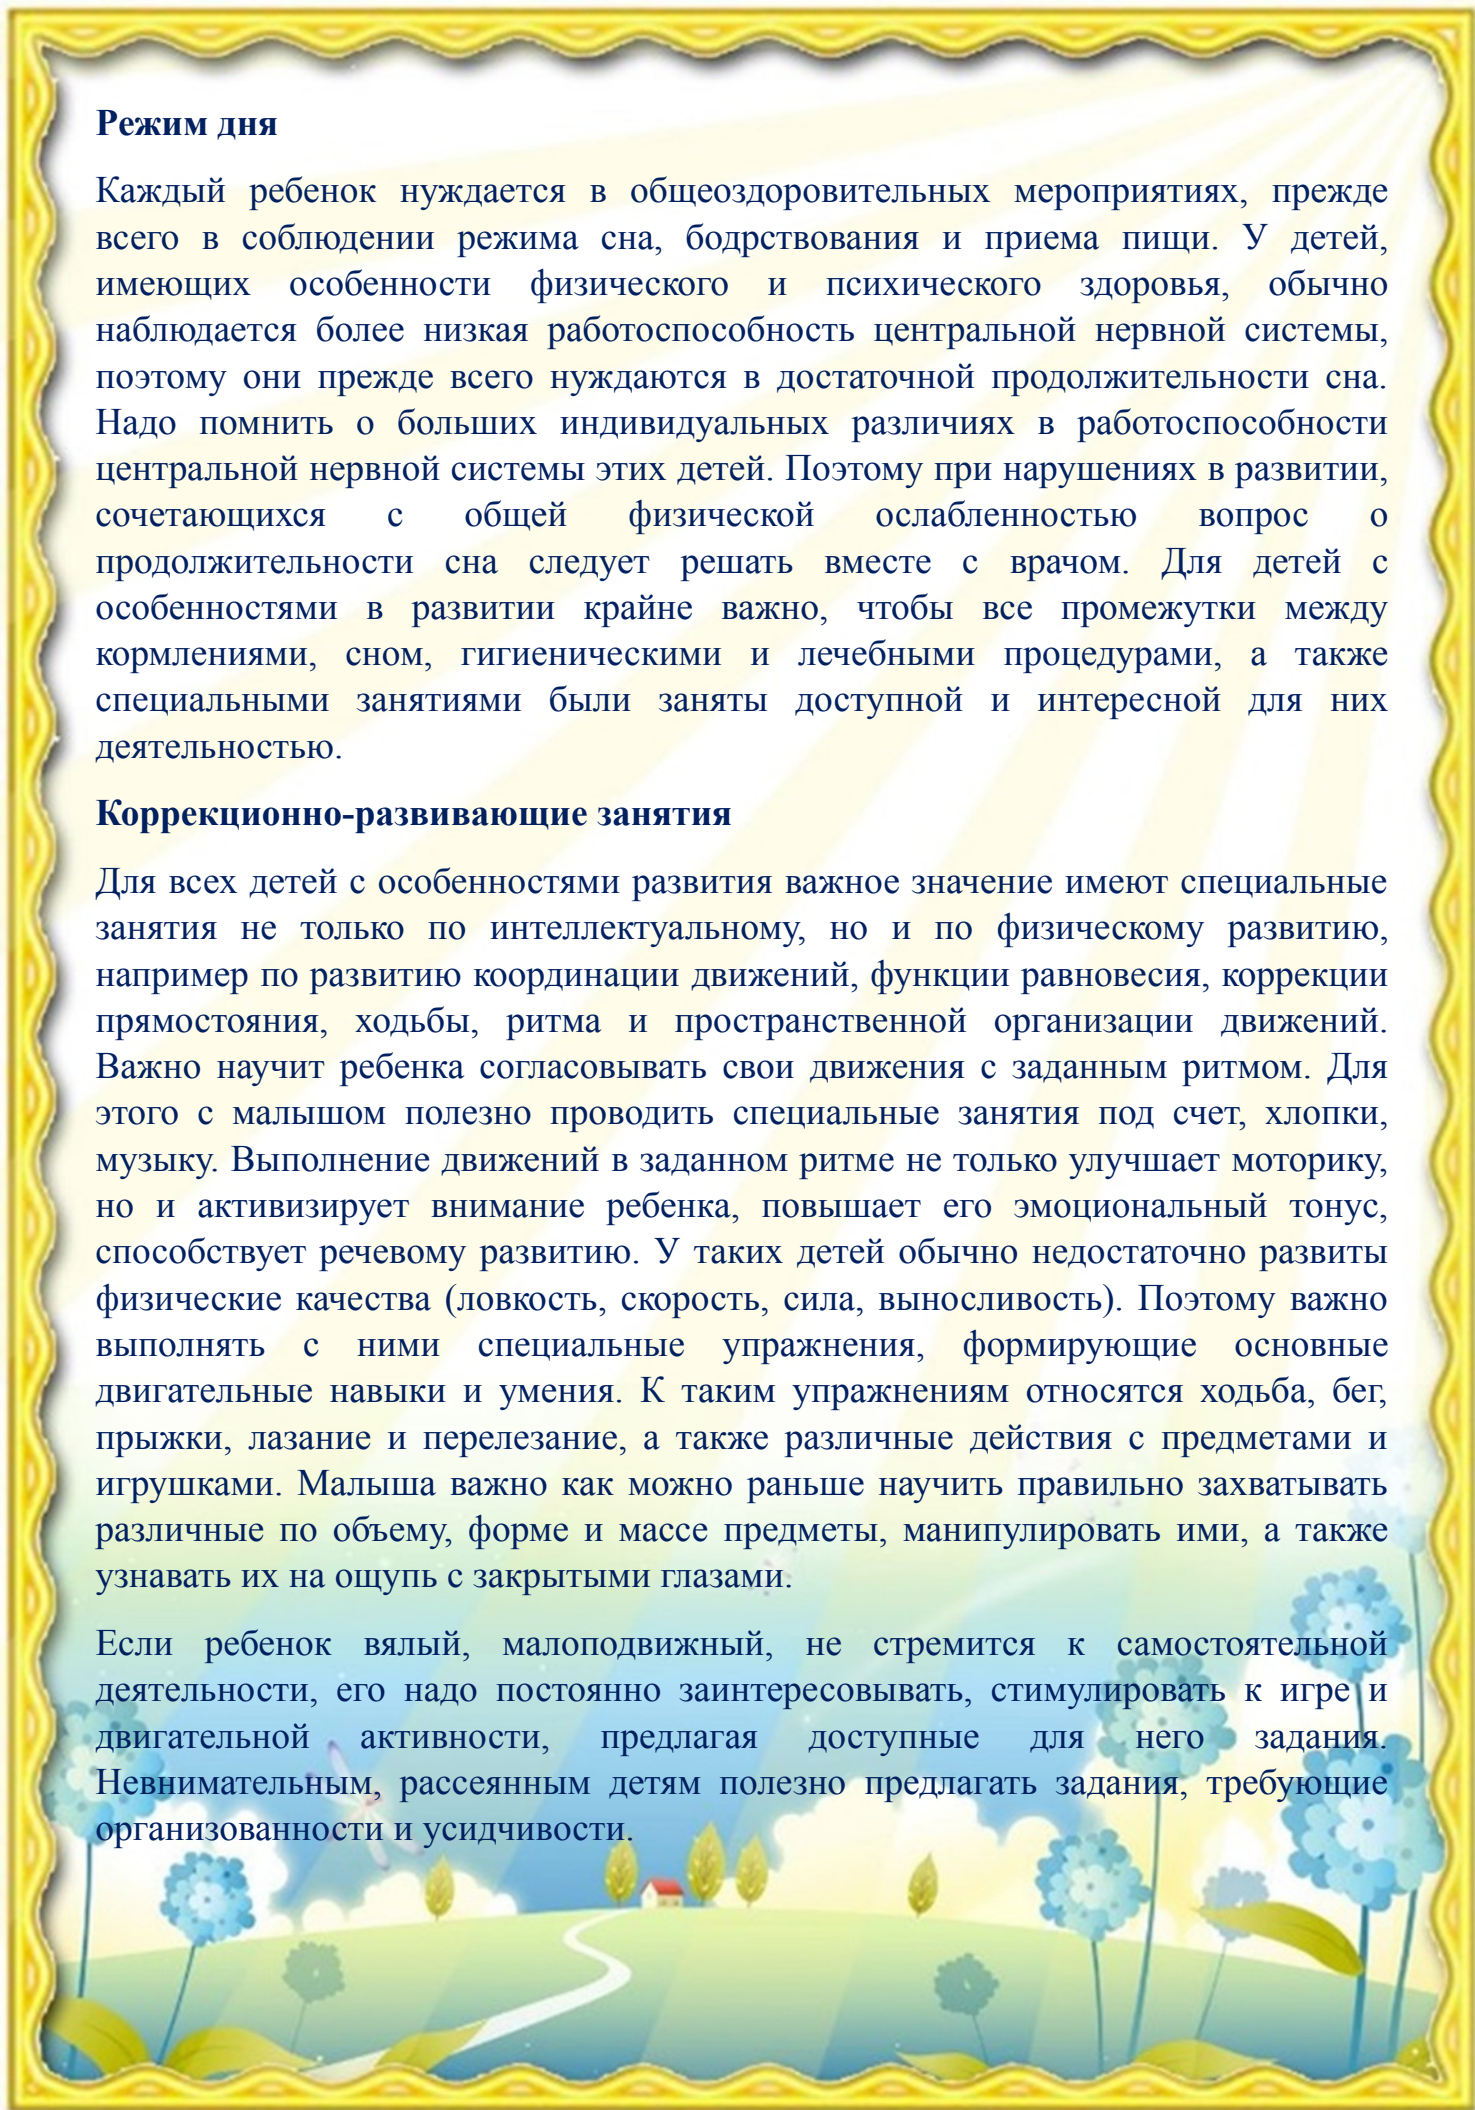 Режим дня
Каждый ребенок нуждается в общеоздоровительных мероприятиях, прежде
всего в соблюдении режима сна, бодрствования и приема пищи. У детей,
имеющих особенности физического и психического здоровья, обычно
наблюдается более низкая работоспособность центральной нервной системы,
поэтому они прежде всего нуждаются в достаточной продолжительности сна.
Надо помнить о больших индивидуальных различиях в работоспособности
центральной нервной системы этих детей. Поэтому при нарушениях в развитии,
сочетающихся с общей физической ослабленностью вопрос о
продолжительности сна следует решать вместе с врачом. Для детей с
особенностями в развитии крайне важно, чтобы все промежутки между
кормлениями, сном, гигиеническими и лечебными процедурами, а также
специальными занятиями были заняты доступной и интересной для них
деятельностью.
Коррекционно-развивающие занятия
Для всех детей с особенностями развития важное значение имеют специальные
занятия не только по интеллектуальному, но и по физическому развитию,
например по развитию координации движений, функции равновесия, коррекции
прямостояния, ходьбы, ритма и пространственной организации движений.
Важно научит ребенка согласовывать свои движения с заданным ритмом. Для
этого с малышом полезно проводить специальные занятия под счет, хлопки,
музыку. Выполнение движений в заданном ритме не только улучшает моторику,
но и активизирует внимание ребенка, повышает его эмоциональный тонус,
способствует речевому развитию. У таких детей обычно недостаточно развиты
физические качества (ловкость, скорость, сила, выносливость). Поэтому важно
выполнять с ними специальные упражнения, формирующие основные
двигательные навыки и умения. К таким упражнениям относятся ходьба, бег,
прыжки, лазание и перелезание, а также различные действия с предметами и
игрушками. Малыша важно как можно раньше научить правильно захватывать
различные по объему, форме и массе предметы, манипулировать ими, а также
узнавать их на ощупь с закрытыми глазами.
Если ребенок вялый, малоподвижный, не стремится к самостоятельной
деятельности, его надо постоянно заинтересовывать, стимулировать к игре и
двигательной активности, предлагая доступные для него задания.
Невнимательным, рассеянным детям полезно предлагать задания, требующие
организованности и усидчивости.